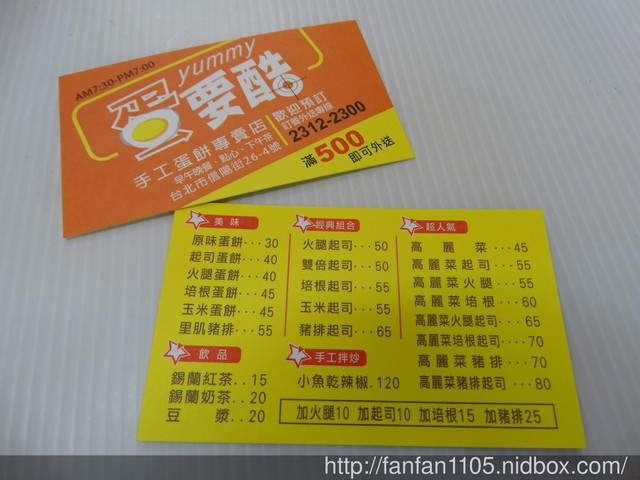 AM7:30-PM7:00
yummy
蛋要酷
手工蛋餅專賣店
早午晚餐、點心、下午茶
台北市信陽街26-4號
歡迎預訂
訂餐外送專線
2312-2300
滿500即可外送
美味
原味蛋餅···30
起司蛋餅···40
火腿蛋餅···40
培根蛋餅···45
玉米蛋餅···45
里肌豬排···55
經典組合
火腿起司···50
雙倍起司···50
培根起司···55
玉米起司···55
豬排起司···65
超人氣
高麗菜···45
高麗菜起司···55
高麗菜火腿···55
高麗菜培根···60
高麗菜火腿起司···65
高麗菜培根起司···70
高麗菜豬排···70
高麗菜豬排起司···80
飲品
錫蘭紅茶..15
錫蘭奶茶..20
豆漿..20
手工拌炒
小魚乾辣椒.120
加火腿10 加起司10 加培根15 加豬排25
http://fanfan1105.nidbox.com/